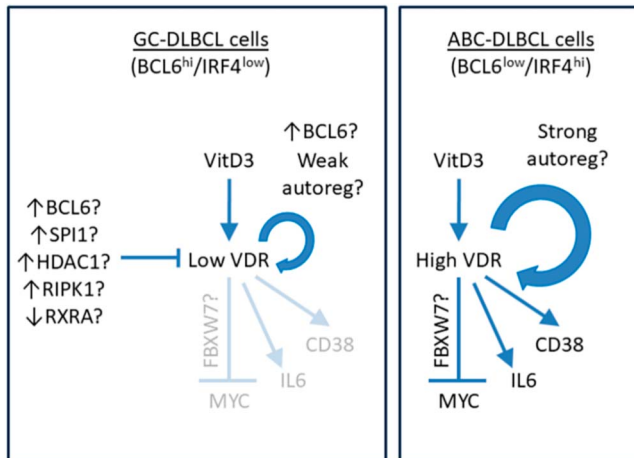 GC-DLBCL cells
(BCL6hi/IRF4low)
↑BCL6?
Weak
autoreg?
VitD3
↑BCL6?
↑SPI1?
↑HDAC1?
↑RIPK1?
↓RXRA?
Low VDR
FBXW7?
CD38
IL6
MYC
ABC-DLBCL cells
(BCL6low/IRF4hi)
Strong
autoreg?
VitD3
High VDR
FBXW7?
CD38
IL6
MYC